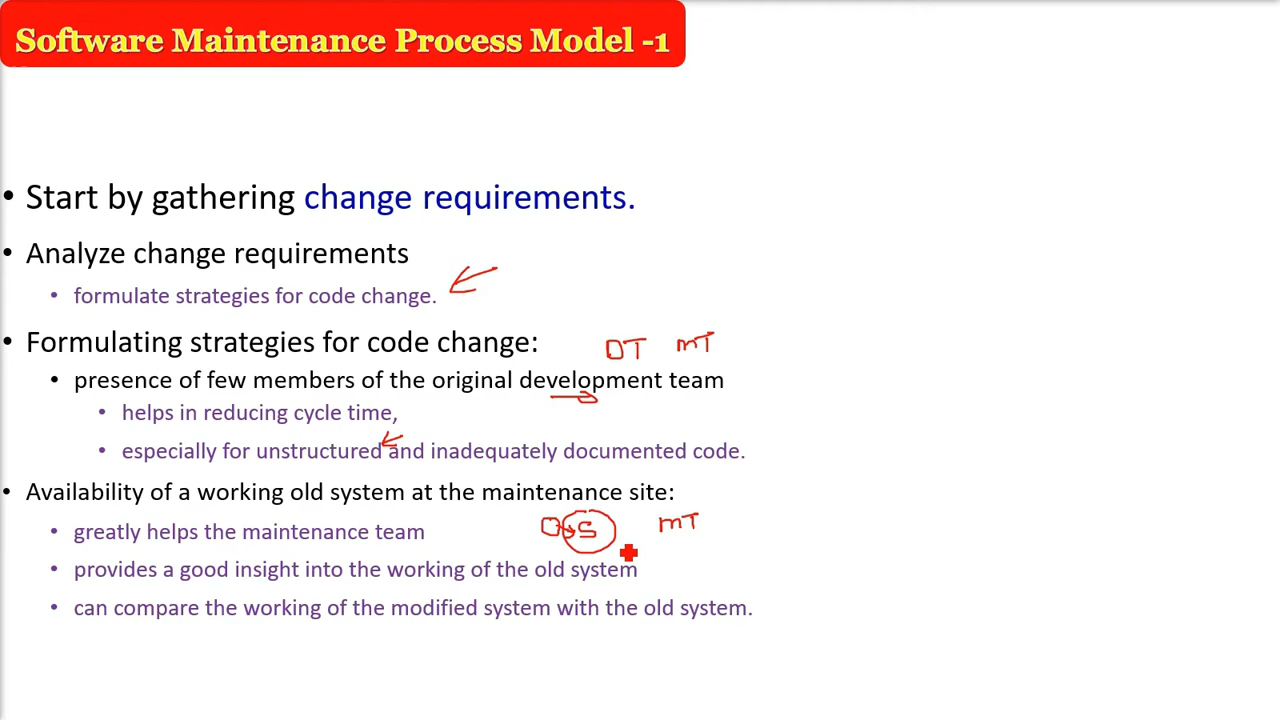 Software Maintenance Process Model -1
• Start by gathering change requirements.
• Analyze change requirements
• formulate strategies for code change.
• Formulating strategies for code change:
DT mT
• presence of few members of the original development team
• helps in reducing cycle time,
• especially for unstructured and inadequately documented code.
• Availability of a working old system at the maintenance site:
• greatly helps the maintenance team
S mT
• provides a good insight into the working of the old system
• can compare the working of the modified system with the old system.